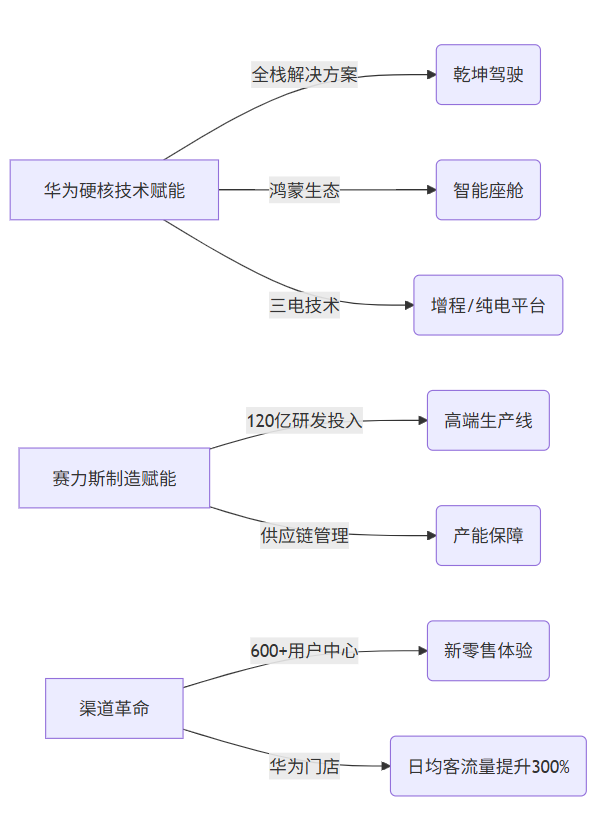 全栈解决方案
乾坤驾驶
华为硬核技术赋能
鸿蒙生态
智能座舱
三电技术
增程/纯电平台
120亿研发投入
高端生产线
赛力斯制造赋能
供应链管理
产能保障
600+用户中心
新零售体验
渠道革命
华为门店
日均客流量提升300%